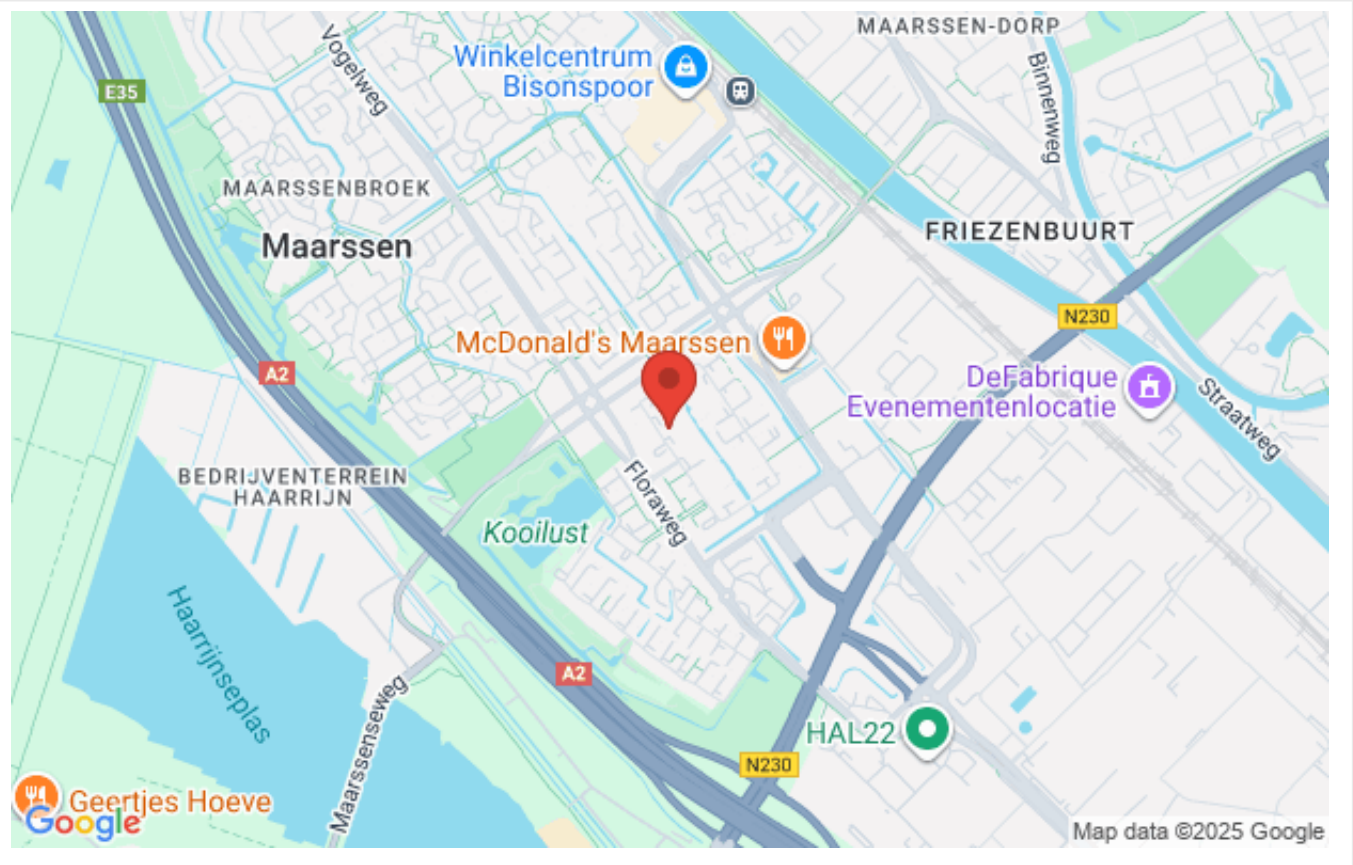 MAARSSEN-DORP
Vogelweg
Winkelcentrum
Bisonspoor
Binnenweg
E35
MAARSSENBROEK
Maarssen
FRIEZENBUURT
N230
McDonald's Maarssen
A2
DeFabrique
Evenementenlocatie
Straatweg
BEDRIJVENTERREIN
HAARRIJN
Floraweg
Kooilust
Haarrijnseplas
A2
Maarssenseweg
HAL22
N230
Geertjes Hoeve
Google
Map data ©2025 Google